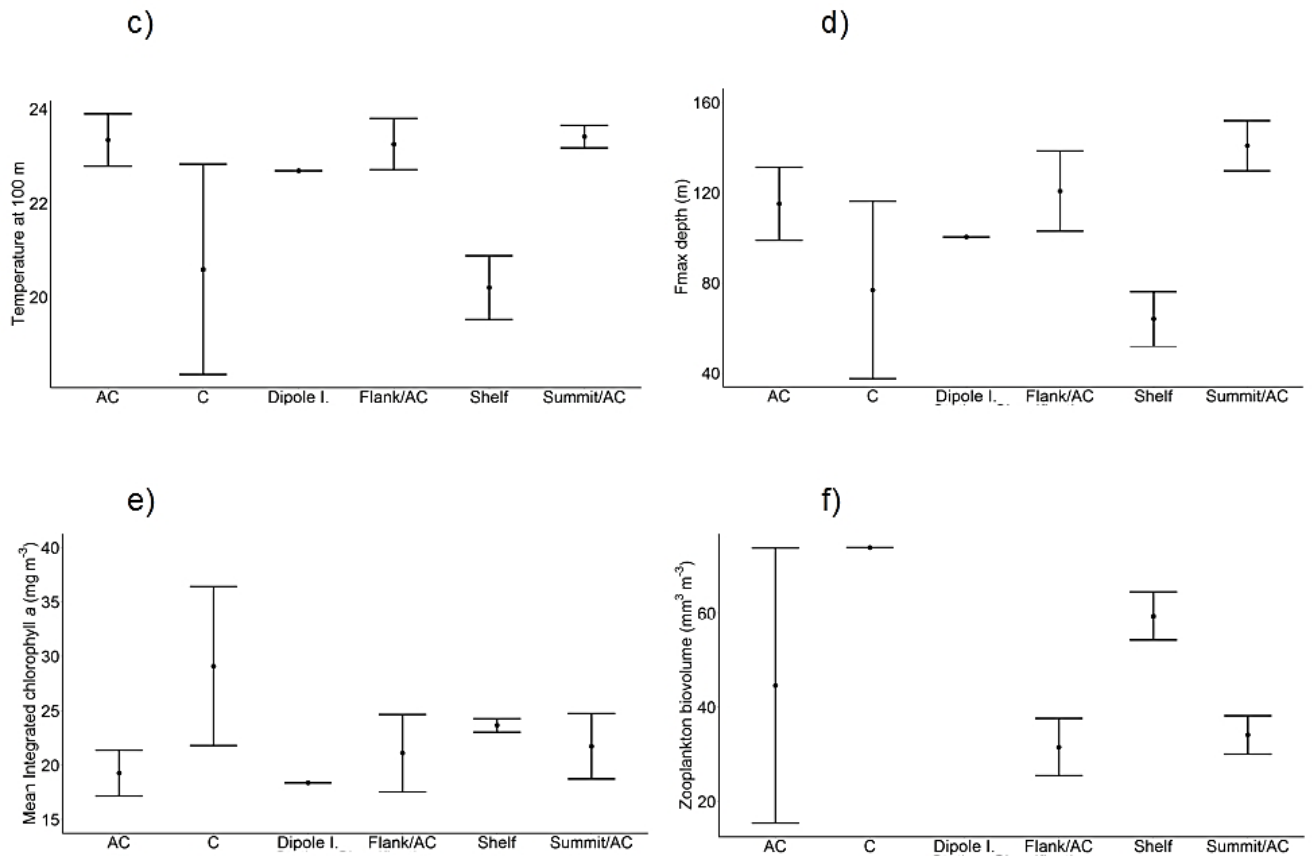 c)
Temperature at 100 m
24
22
20
AC C Dipole I. Flank/AC Shelf Summit/AC
d)
Fmax depth (m)
160
120
80
40
AC C Dipole I. Flank/AC Shelf Summit/AC
e)
Mean Integrated chlorophyll a (mg m⁻³)
40
35
30
25
20
15
AC C Dipole I. Flank/AC Shelf Summit/AC
f)
Zooplankton biovolume (mm³ m⁻³)
60
40
20
AC C Dipole I. Flank/AC Shelf Summit/AC